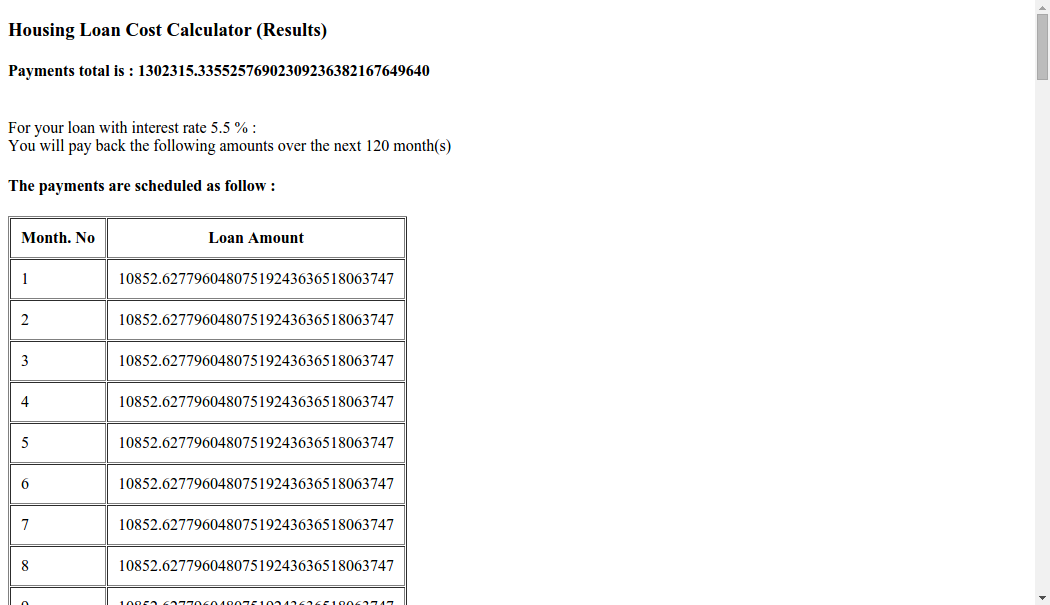 Housing Loan Cost Calculator (Results)
Payments total is : 1302315.335525769023092363821676496​40
For your loan with interest rate 5.5 % :
You will pay back the following amounts over the next 120 month(s)
The payments are scheduled as follow :
Month. No Loan Amount
1 10852.62779604807519243636518063747
2 10852.62779604807519243636518063747
3 10852.62779604807519243636518063747
4 10852.62779604807519243636518063747
5 10852.62779604807519243636518063747
6 10852.62779604807519243636518063747
7 10852.62779604807519243636518063747
8 10852.62779604807519243636518063747